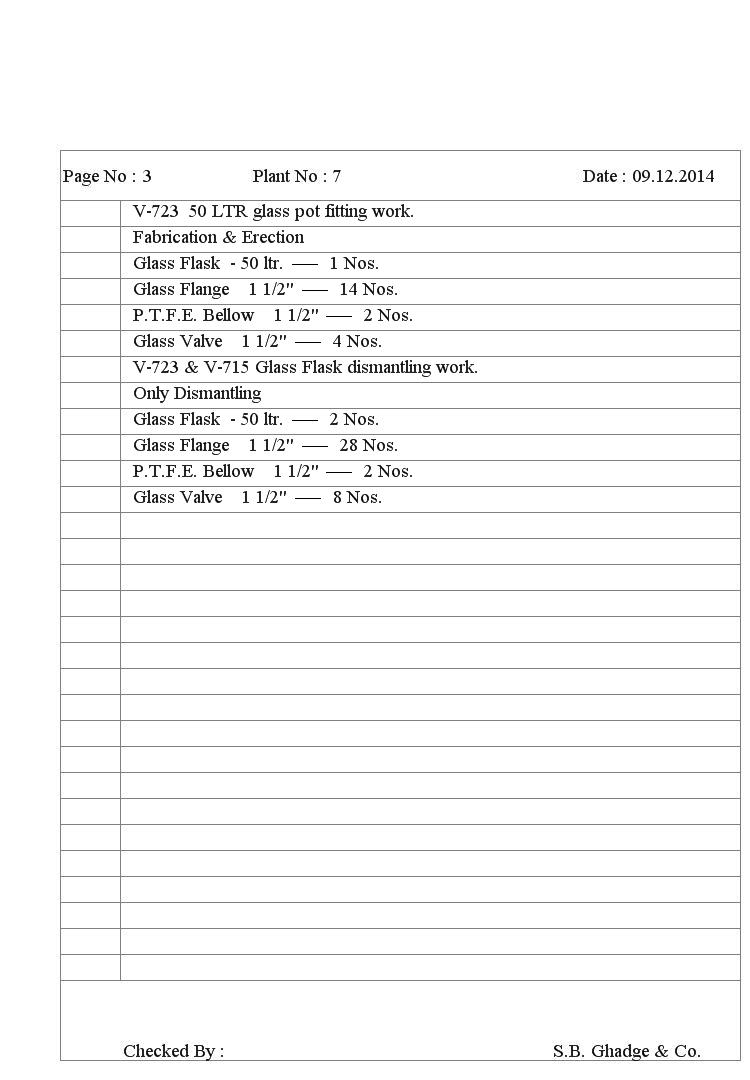 Page No : 3 Plant No : 7 Date : 09.12.2014
V-723 50 LTR glass pot fitting work.
Fabrication & Erection
Glass Flask - 50 ltr. —— 1 Nos.
Glass Flange 1 1/2" —— 14 Nos.
P.T.F.E. Bellow 1 1/2" —— 2 Nos.
Glass Valve 1 1/2" —— 4 Nos.
V-723 & V-715 Glass Flask dismantling work.
Only Dismantling
Glass Flask - 50 ltr. —— 2 Nos.
Glass Flange 1 1/2" —— 28 Nos.
P.T.F.E. Bellow 1 1/2" —— 2 Nos.
Glass Valve 1 1/2" —— 8 Nos.
Checked By : S.B. Ghadge & Co.